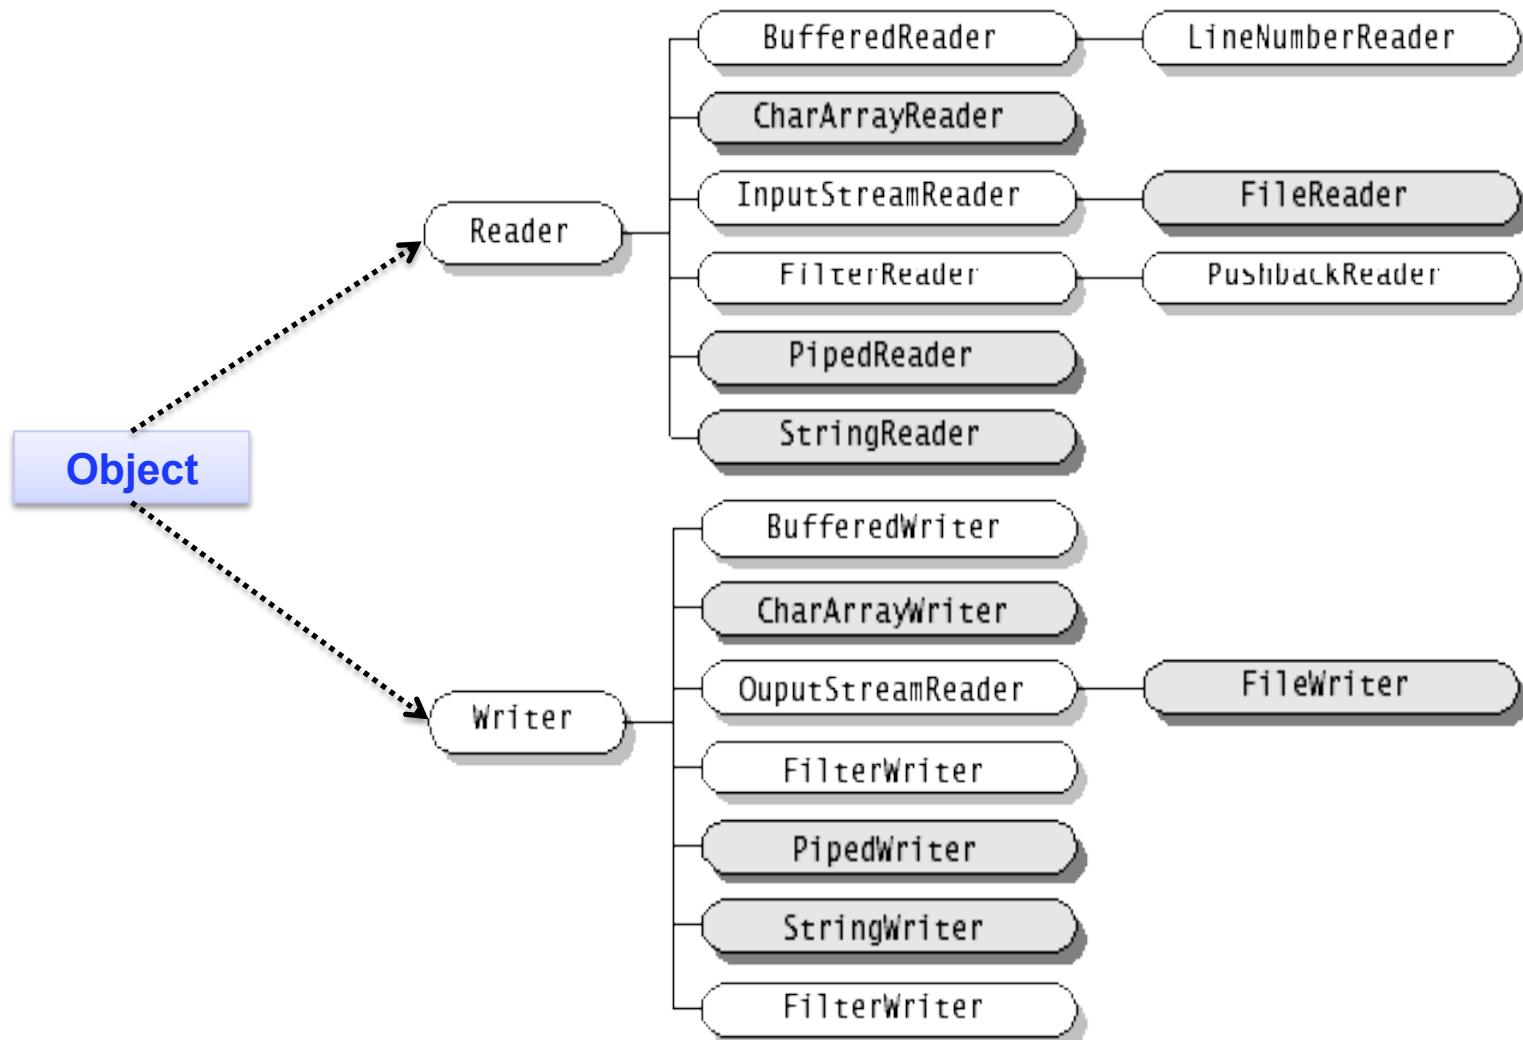 BufferedReader
LineNumberReader
CharArrayReader
InputStreamReader
FileReader
Reader
FilterReader
PushbackReader
PipedReader
StringReader
Object
BufferedWriter
CharArrayWriter
OuputStreamReader
FileWriter
Writer
FilterWriter
PipedWriter
StringWriter
FilterWriter